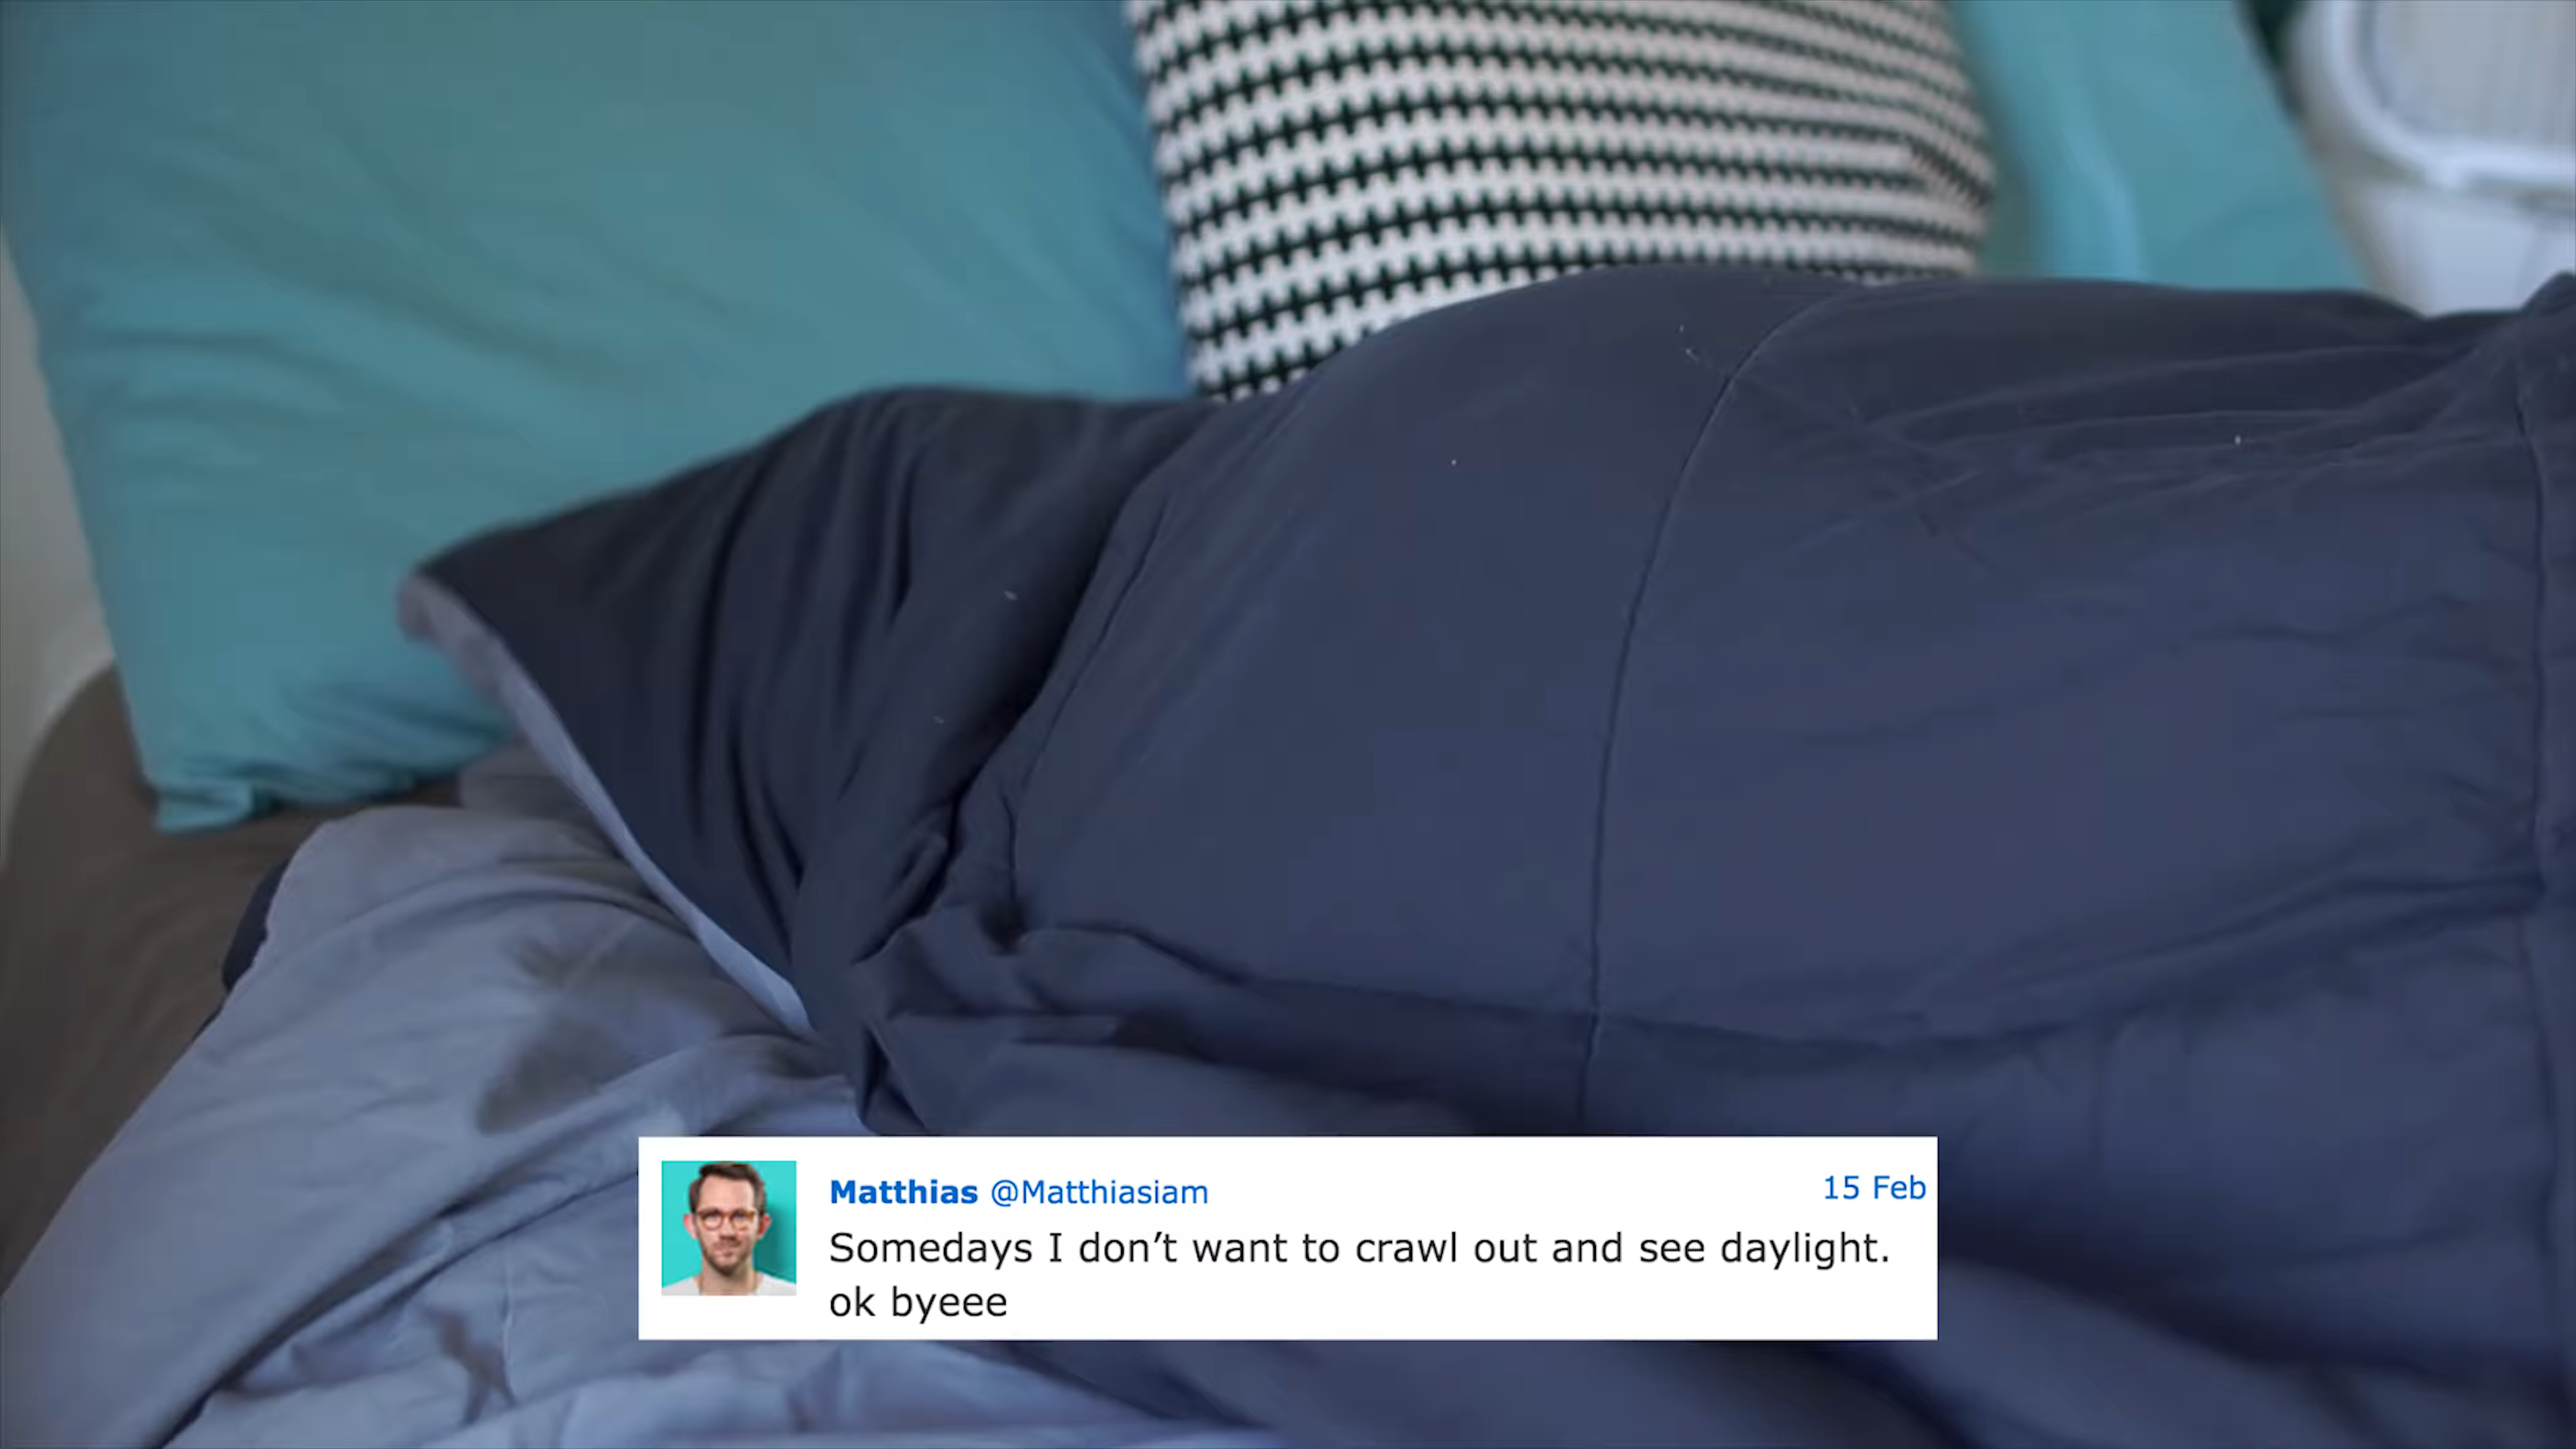 Matthias @Matthiasiam 15 Feb
Somedays I don’t want to crawl out and see daylight.
ok byeee